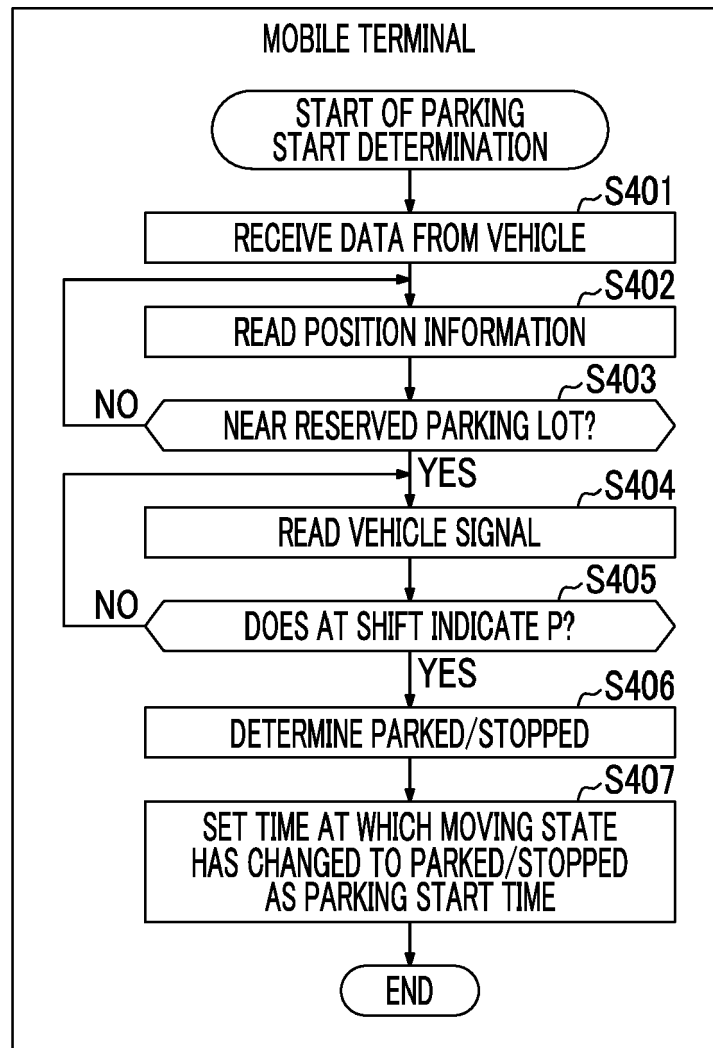 MOBILE TERMINAL
START OF PARKING
START DETERMINATION
S401
RECEIVE DATA FROM VEHICLE
S402
READ POSITION INFORMATION
S403
NO
NEAR RESERVED PARKING LOT?
YES
S404
READ VEHICLE SIGNAL
S405
NO
DOES AT SHIFT INDICATE P?
YES
S406
DETERMINE PARKED/STOPPED
S407
SET TIME AT WHICH MOVING STATE
HAS CHANGED TO PARKED/STOPPED
AS PARKING START TIME
END